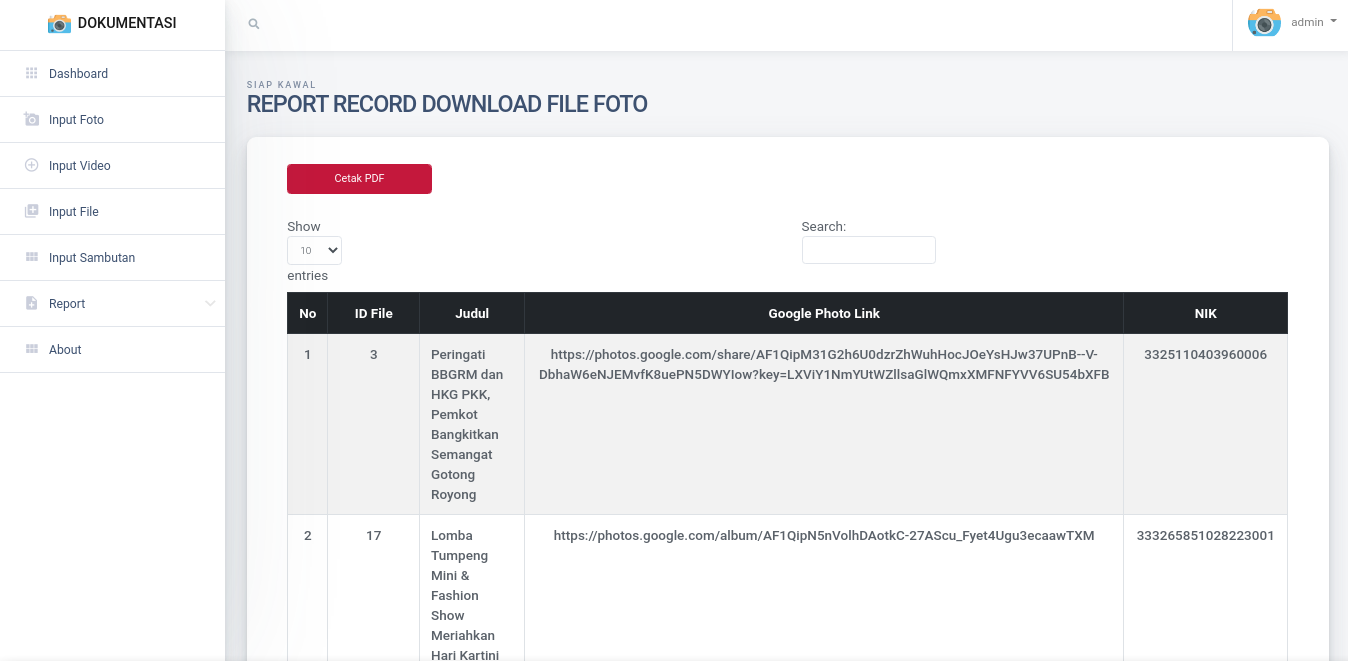 DOKUMENTASI
admin
Dashboard
Input Foto
Input Video
Input File
Input Sambutan
Report
About
SIAP KAWAL
REPORT RECORD DOWNLOAD FILE FOTO
Cetak PDF
Show
10
entries
Search:
No ID File Judul Google Photo Link NIK
1 3 Peringati https://photos.google.com/share/AF1QipM31G2h6U0dzrZhWuhHocJOeYsHJw37UPnB--V- 3325110403960006
BBGRM dan DbhaW6eNJEMvfK8uePN5DWYIow?key=LXViY1NmYUtWZllsaGlWQmxXMFNFYVV6SU54bXFB
HKG PKK,
Pemkot
Bangkitkan
Semangat
Gotong
Royong
2 17 Lomba https://photos.google.com/album/AF1QipN5nVolhDAotkC-27AScu_Fyet4Ugu3ecaawTXM 333265851028223001
Tumpeng
Mini &
Fashion
Show
Meriahkan
Hari Kartini